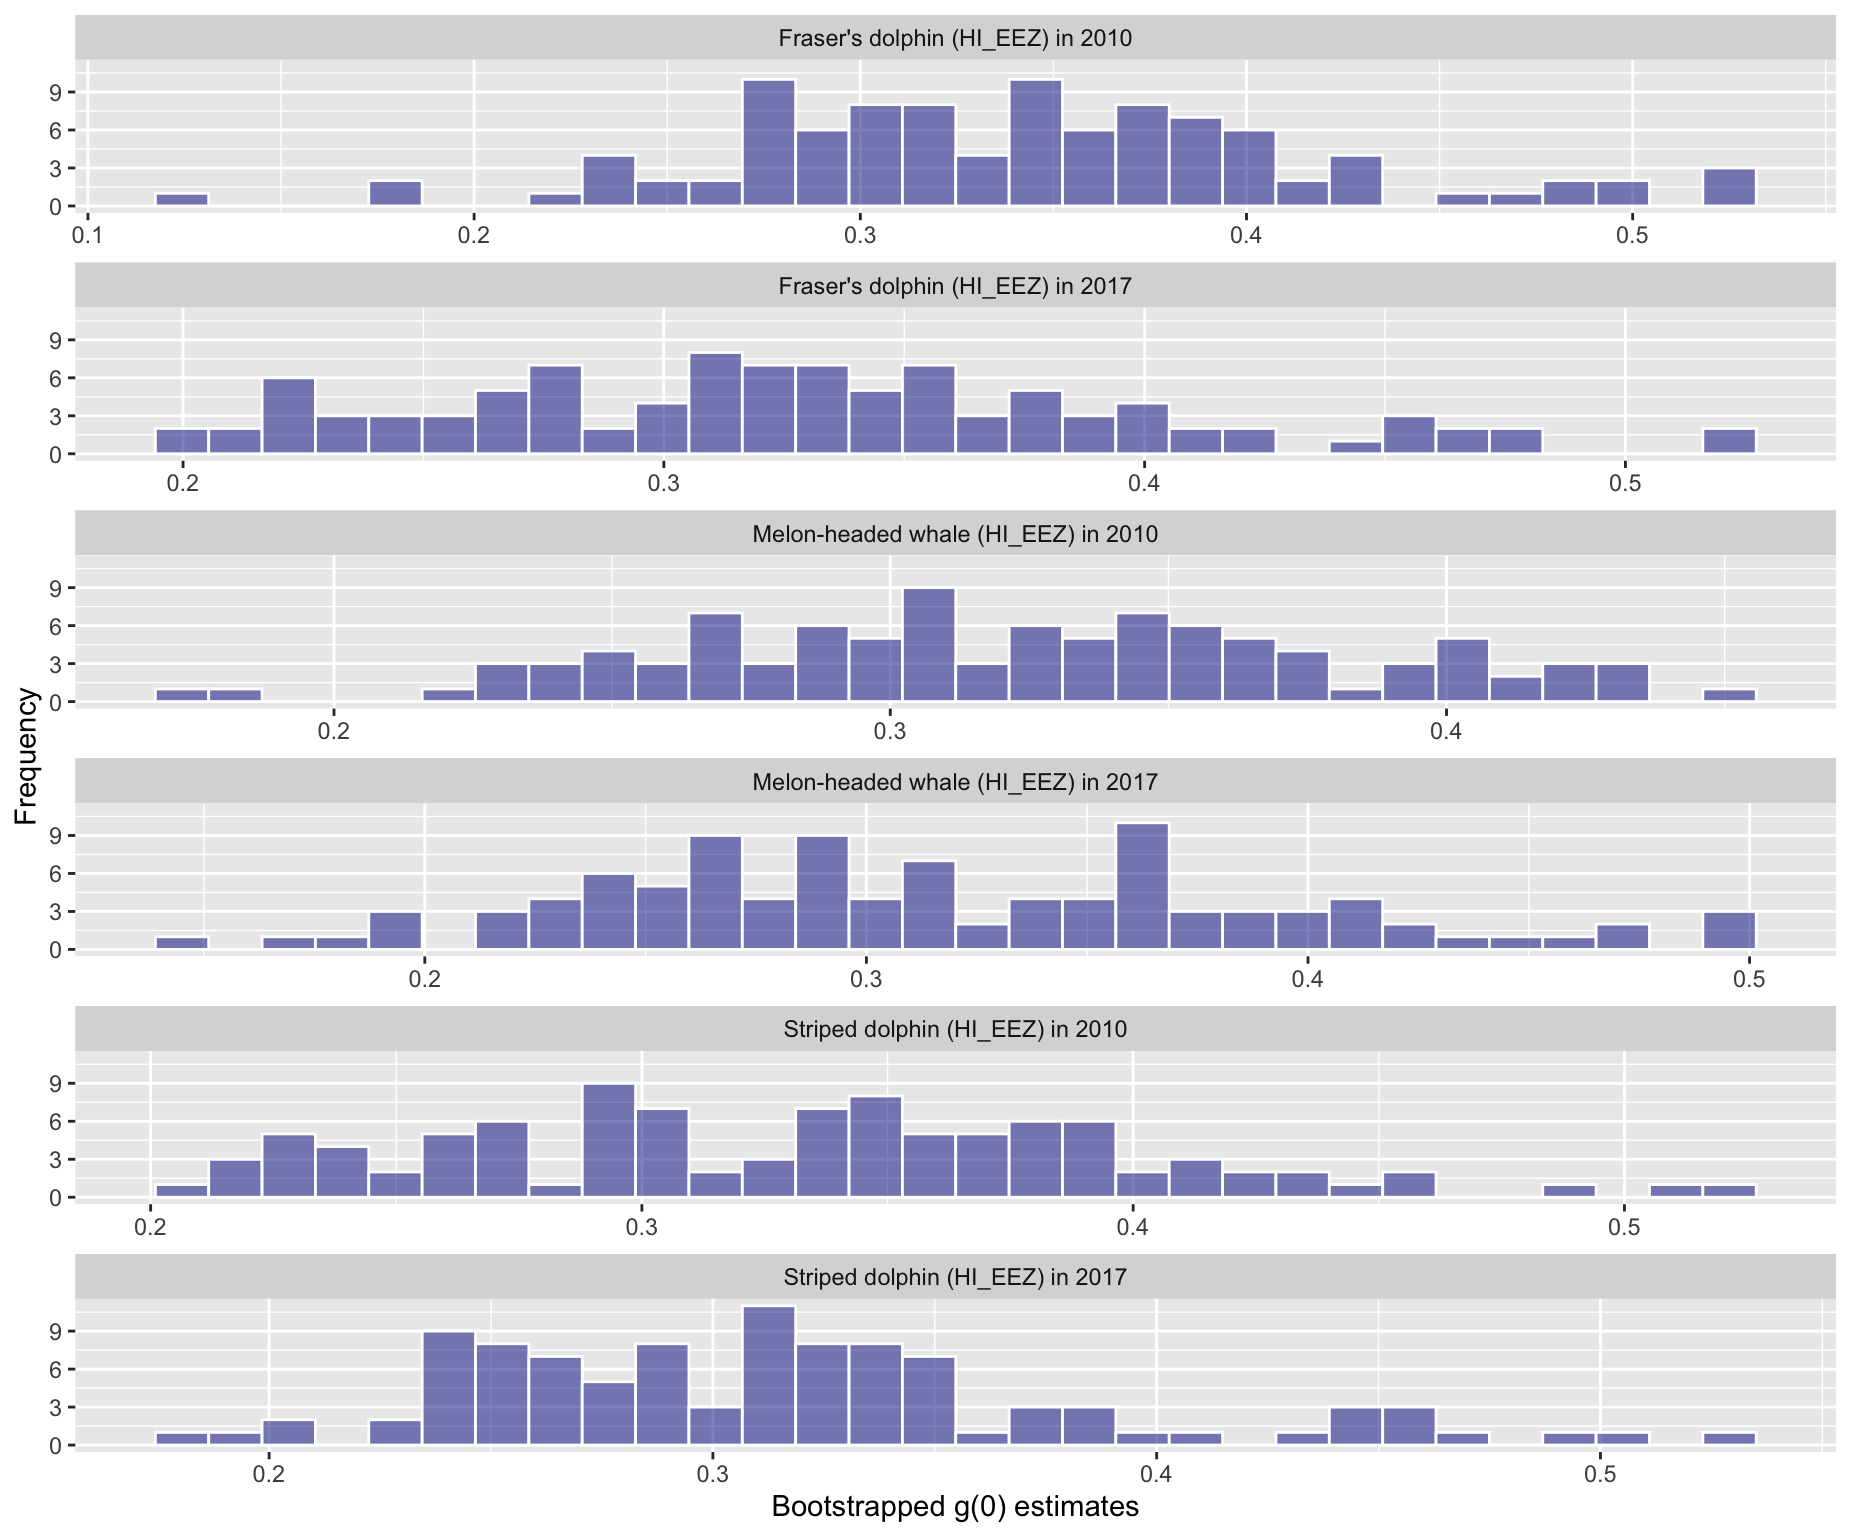 Fraser's dolphin (HI_EEZ) in 2010
9
6
3
0
0.1 0.2 0.3 0.4 0.5
Fraser's dolphin (HI_EEZ) in 2017
9
6
3
0
0.2 0.3 0.4 0.5
Melon-headed whale (HI_EEZ) in 2010
9
6
3
0
0.2 0.3 0.4
Frequency
Melon-headed whale (HI_EEZ) in 2017
9
6
3
0
0.2 0.3 0.4 0.5
Striped dolphin (HI_EEZ) in 2010
9
6
3
0
0.2 0.3 0.4 0.5
Striped dolphin (HI_EEZ) in 2017
9
6
3
0
0.2 0.3 0.4 0.5
Bootstrapped g(0) estimates